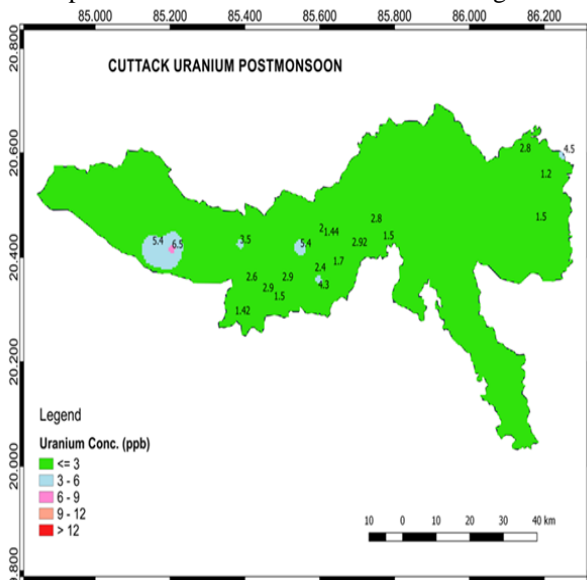 85.000 85.200 85.400 85.600 85.800 86.000 86.200
20.800
20.600
20.400
20.200
20.000
9.800
CUTTACK URANIUM POSTMONSOON
2.8 4.5
1.2
2.8 1.5
2 1.44
5.4 6.5 3.5 5.4 2.92 1.5
1.7
2.4
2.6 2.9 4.3
2.9 1.5
1.42
Legend
Uranium Conc. (ppb)
<= 3
3 - 6
6 - 9
9 - 12
> 12
10 0 10 20 30 40 km